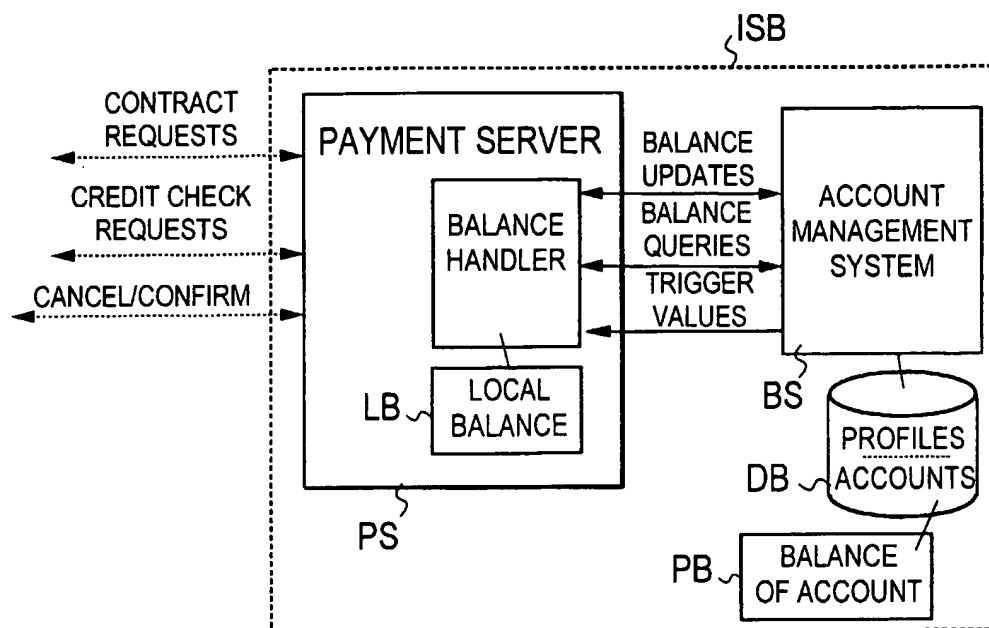 ISB
CONTRACT
REQUESTS
CREDIT CHECK
REQUESTS
CANCEL/CONFIRM
PAYMENT SERVER
BALANCE
HANDLER
LB
LOCAL
BALANCE
PS
BALANCE
UPDATES
BALANCE
QUERIES
TRIGGER
VALUES
ACCOUNT
MANAGEMENT
SYSTEM
BS
PROFILES
DB
ACCOUNTS
PB
BALANCE
OF ACCOUNT